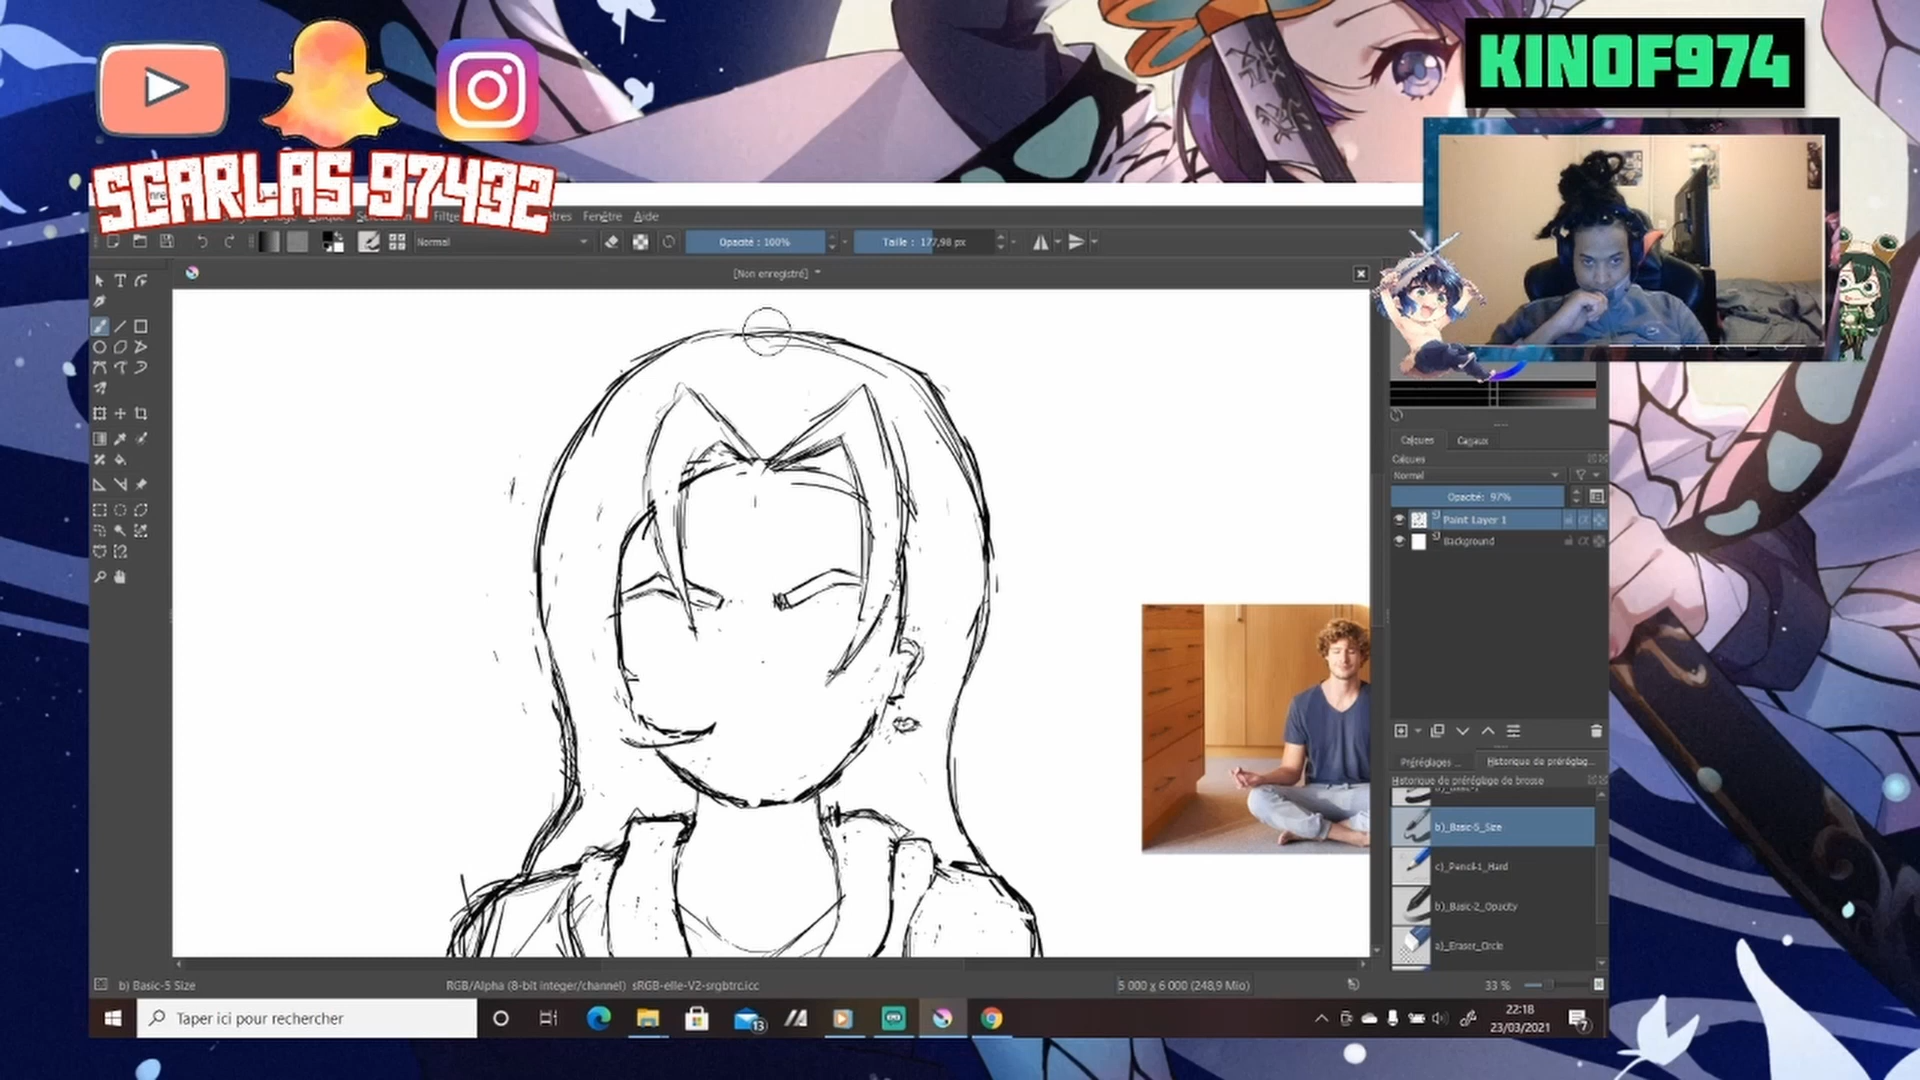 KINOF974
SCARLAS 97432
Filtre
Fenêtre
Aide
Normal
Opacité : 100%
Taille : 177,98 px
[Non enregistré]
Calques
Canaux
Calques
Normal
Opacité: 97%
Paint Layer 1
Background
Préréglages ...
Historique de préréglag...
Historique de préréglage de brosse
b)_Basic-5_Size
c)_Pencil-1_Hard
b)_Basic-2_Opacity
a)_Eraser_Circle
b) Basic-5 Size
RGB/Alpha (8-bit integer/channel) sRGB-elle-V2-srgbtrc.icc
5 000 x 6 000 (248,9 Mio)
33 %
Taper ici pour rechercher
13
22:18
23/03/2021
7